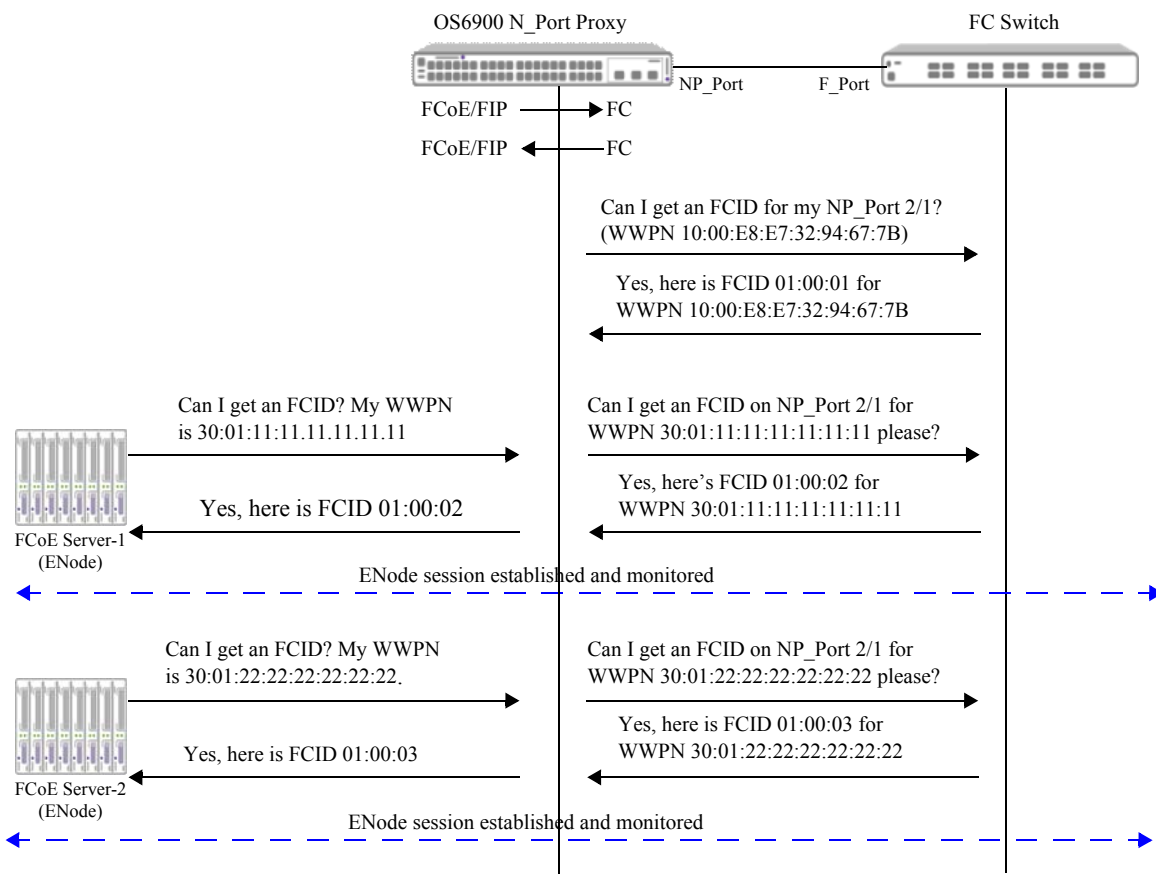 OS6900 N_Port Proxy
FC Switch
NP_Port
F_Port
FCoE/FIP
FC
FCoE/FIP
FC
Can I get an FCID for my NP_Port 2/1?
(WWPN 10:00:E8:E7:32:94:67:7B)
Yes, here is FCID 01:00:01 for
WWPN 10:00:E8:E7:32:94:67:7B
Can I get an FCID? My WWPN
is 30:01:11:11.11.11.11.11
Can I get an FCID on NP_Port 2/1 for
WWPN 30:01:11:11:11:11:11:11 please?
Yes, here is FCID 01:00:02
Yes, here’s FCID 01:00:02 for
WWPN 30:01:11:11:11:11:11:11
FCoE Server-1
(ENode)
ENode session established and monitored
Can I get an FCID? My WWPN
is 30:01:22:22:22:22:22:22.
Can I get an FCID on NP_Port 2/1 for
WWPN 30:01:22:22:22:22:22:22 please?
Yes, here is FCID 01:00:03
Yes, here is FCID 01:00:03 for
WWPN 30:01:22:22:22:22:22:22
FCoE Server-2
(ENode)
ENode session established and monitored